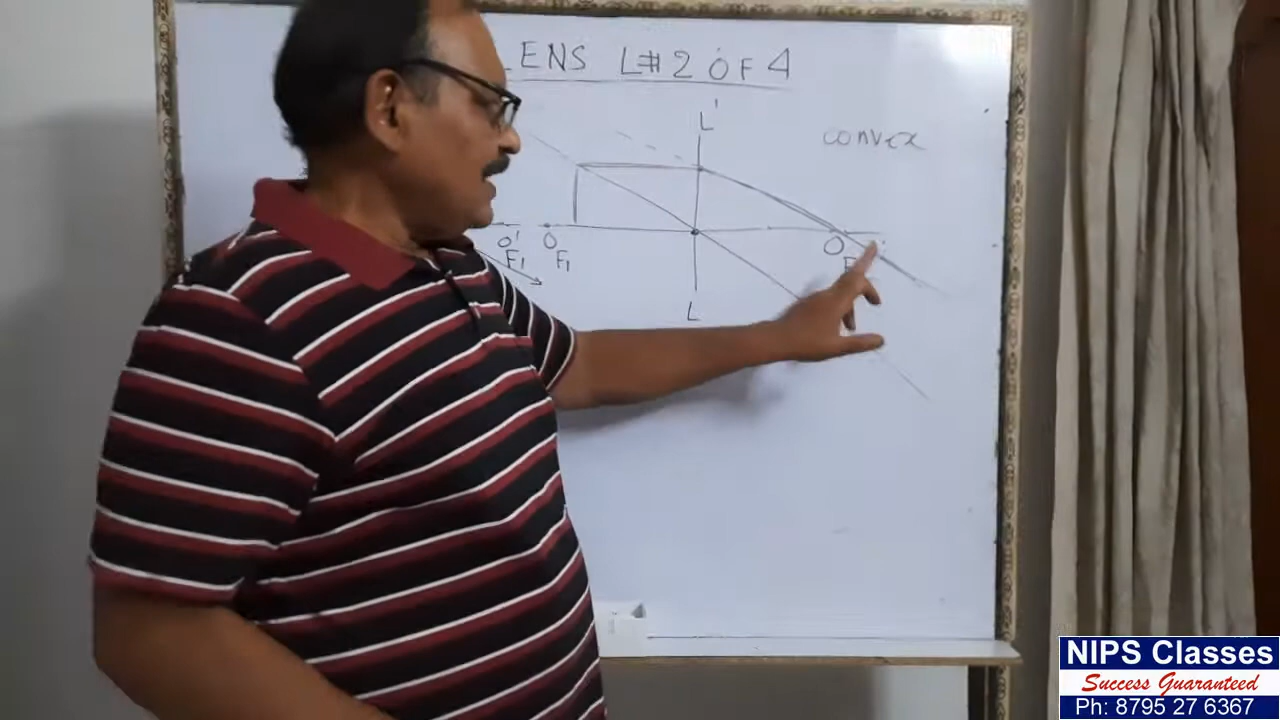 LENS L#2 OF 4
L'
convex
O' O O
F1 F1 F
L
NIPS Classes
Success Guaranteed
Ph: 8795 27 6367